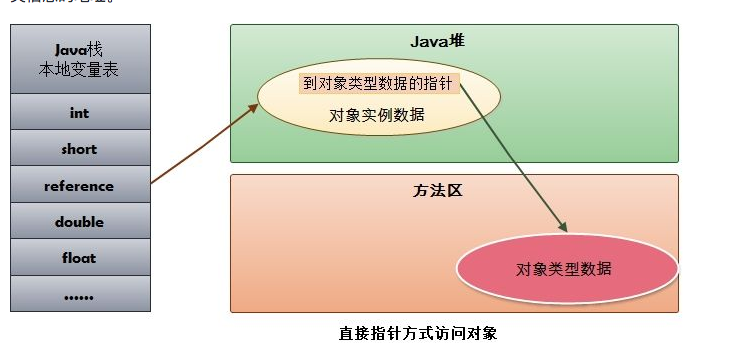 Java栈
本地变量表
int
short
reference
double
float
......
Java堆
到对象类型数据的指针
对象实例数据
方法区
对象类型数据
直接指针方式访问对象